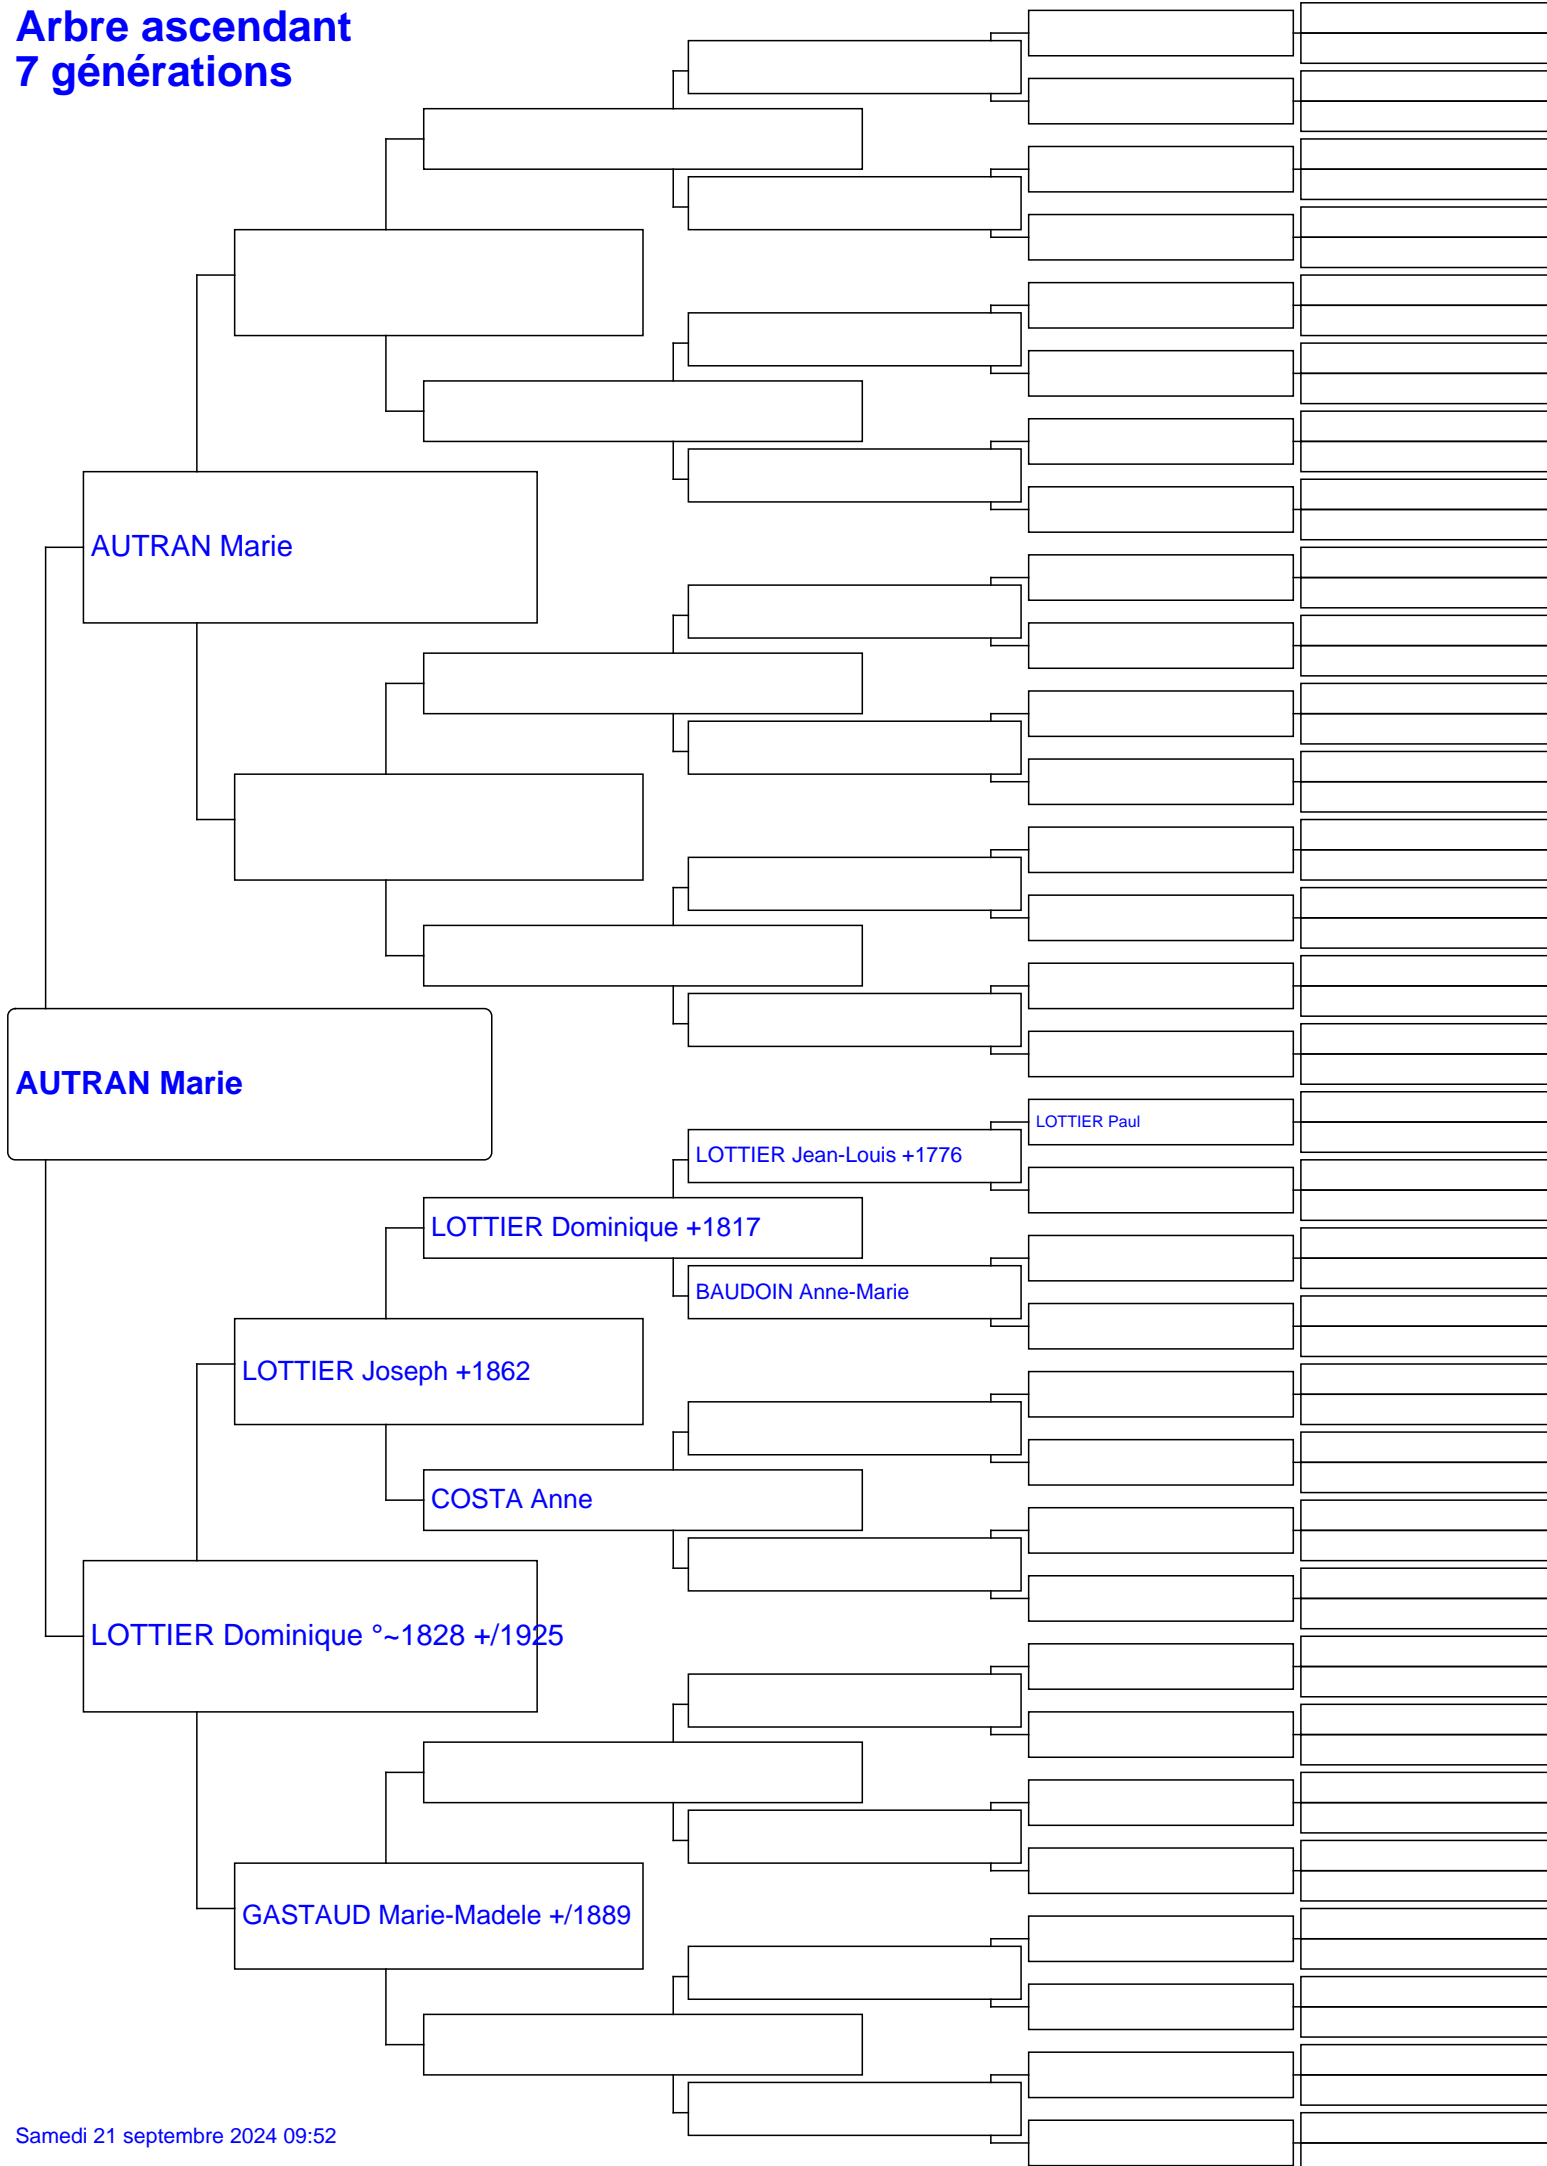 Arbre ascendant
7 générations
AUTRAN Marie
AUTRAN Marie
LOTTIER Paul
LOTTIER Jean-Louis +1776
LOTTIER Dominique +1817
BAUDOIN Anne-Marie
LOTTIER Joseph +1862
COSTA Anne
LOTTIER Dominique °~1828 +/1925
GASTAUD Marie-Madele +/1889
Samedi 21 septembre 2024 09:52